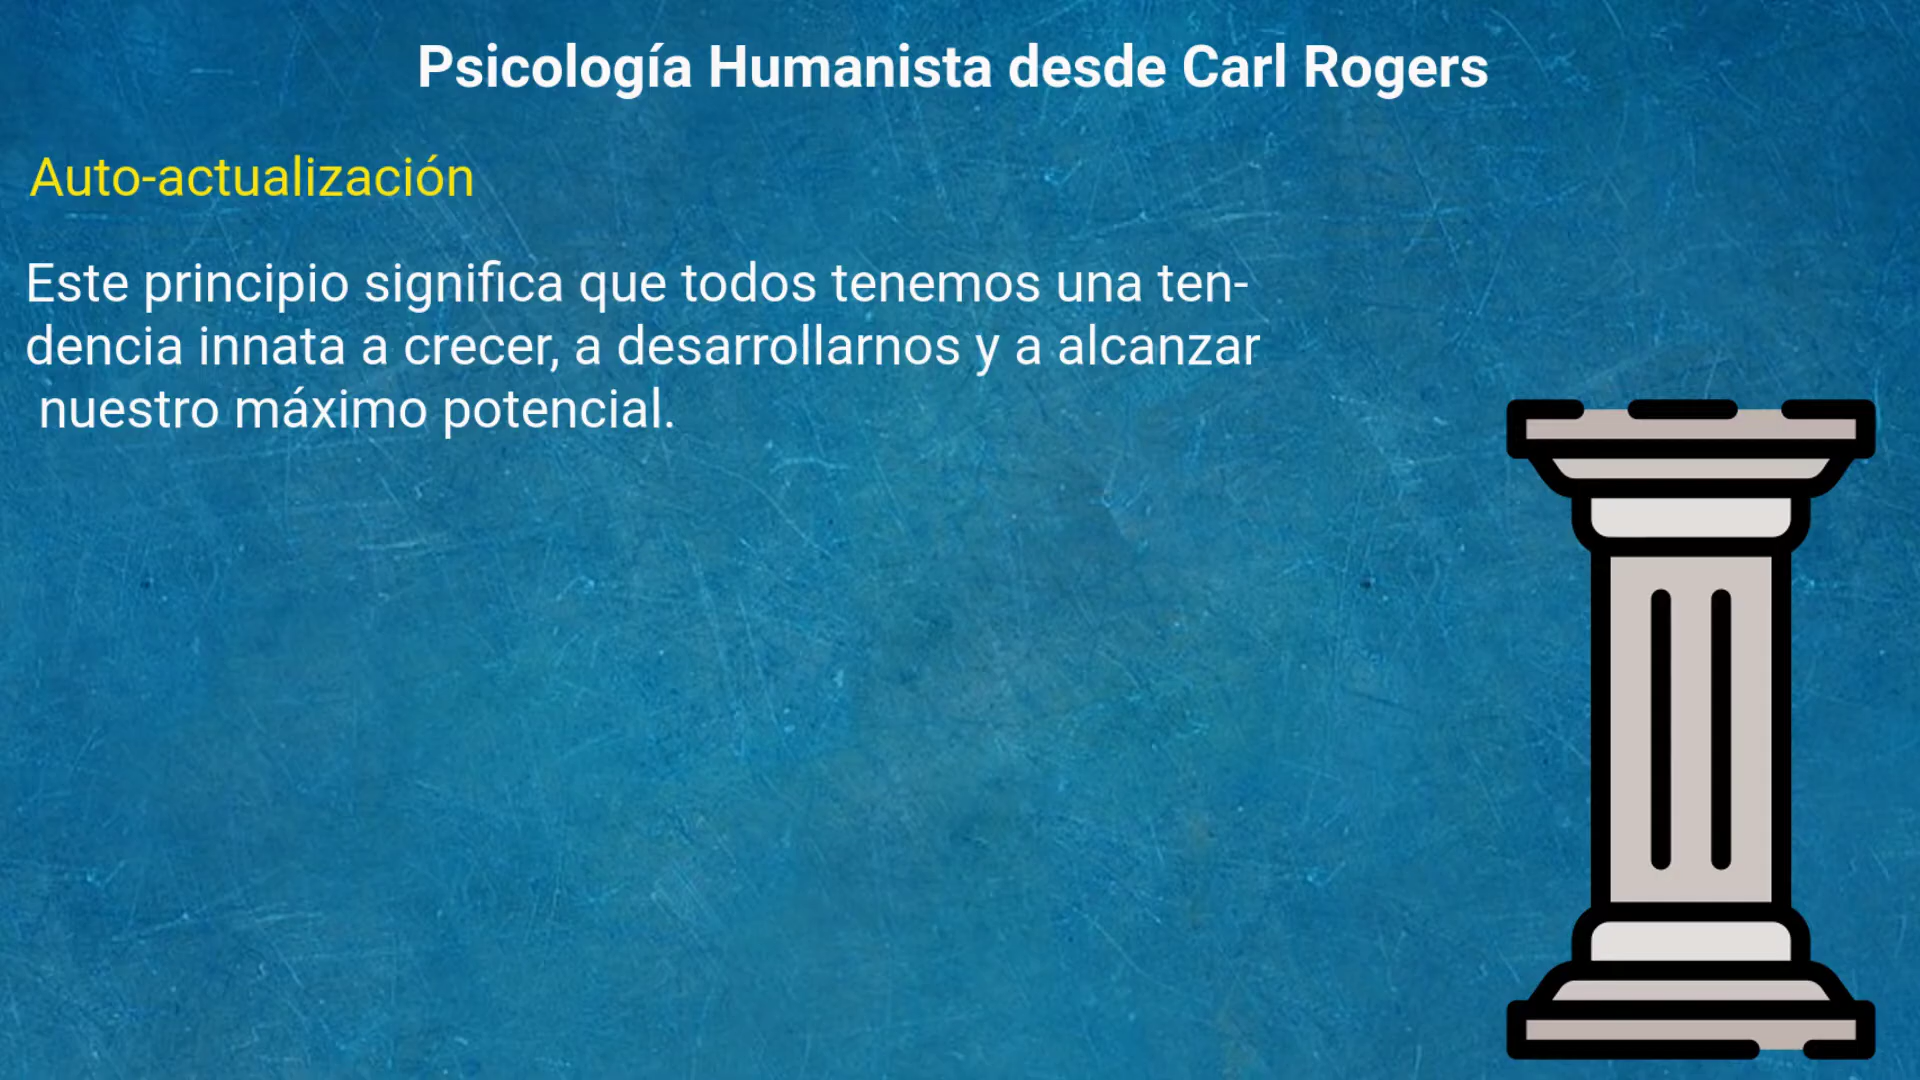 Psicología Humanista desde Carl Rogers
Auto-actualización
Este principio significa que todos tenemos una ten-
dencia innata a crecer, a desarrollarnos y a alcanzar
nuestro máximo potencial.